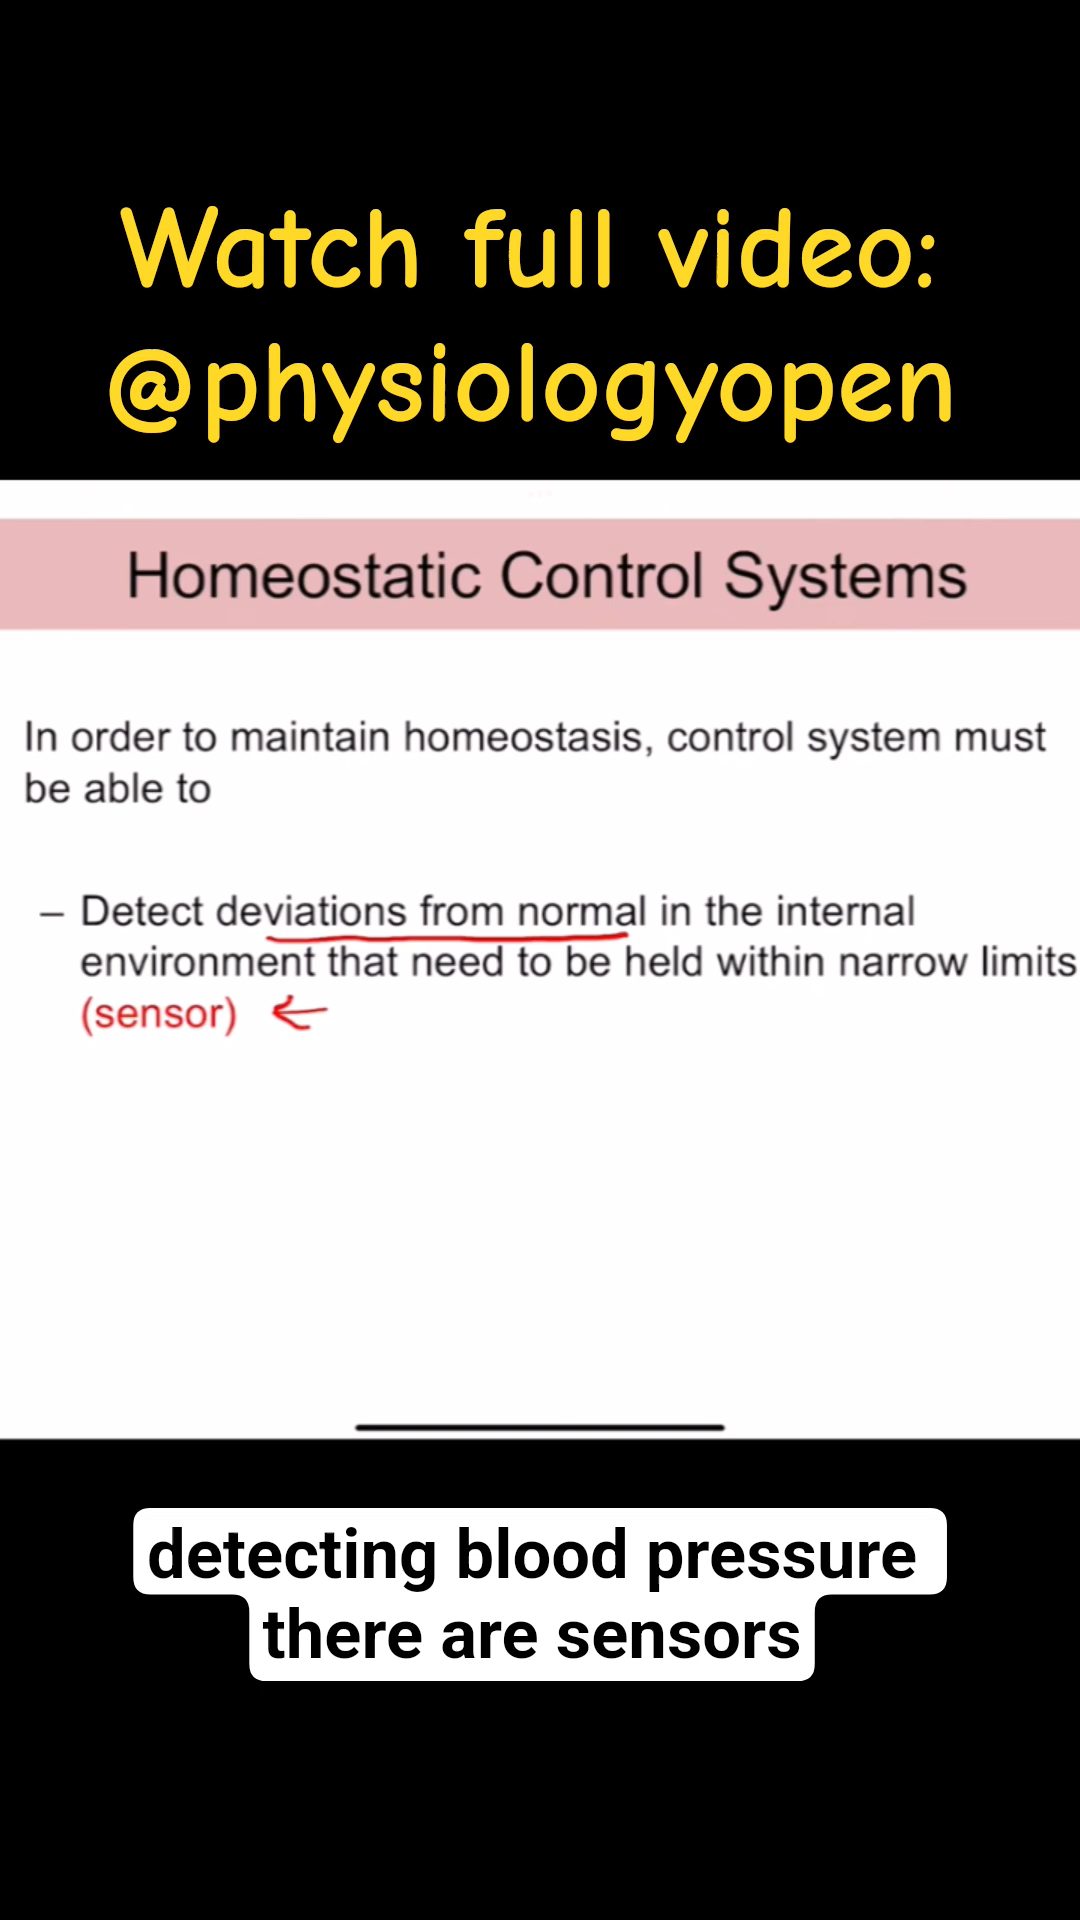 Watch full video:
@physiologyopen
Homeostatic Control Systems
In order to maintain homeostasis, control system must
be able to
– Detect deviations from normal in the internal
environment that need to be held within narrow limits
(sensor)
detecting blood pressure
there are sensors